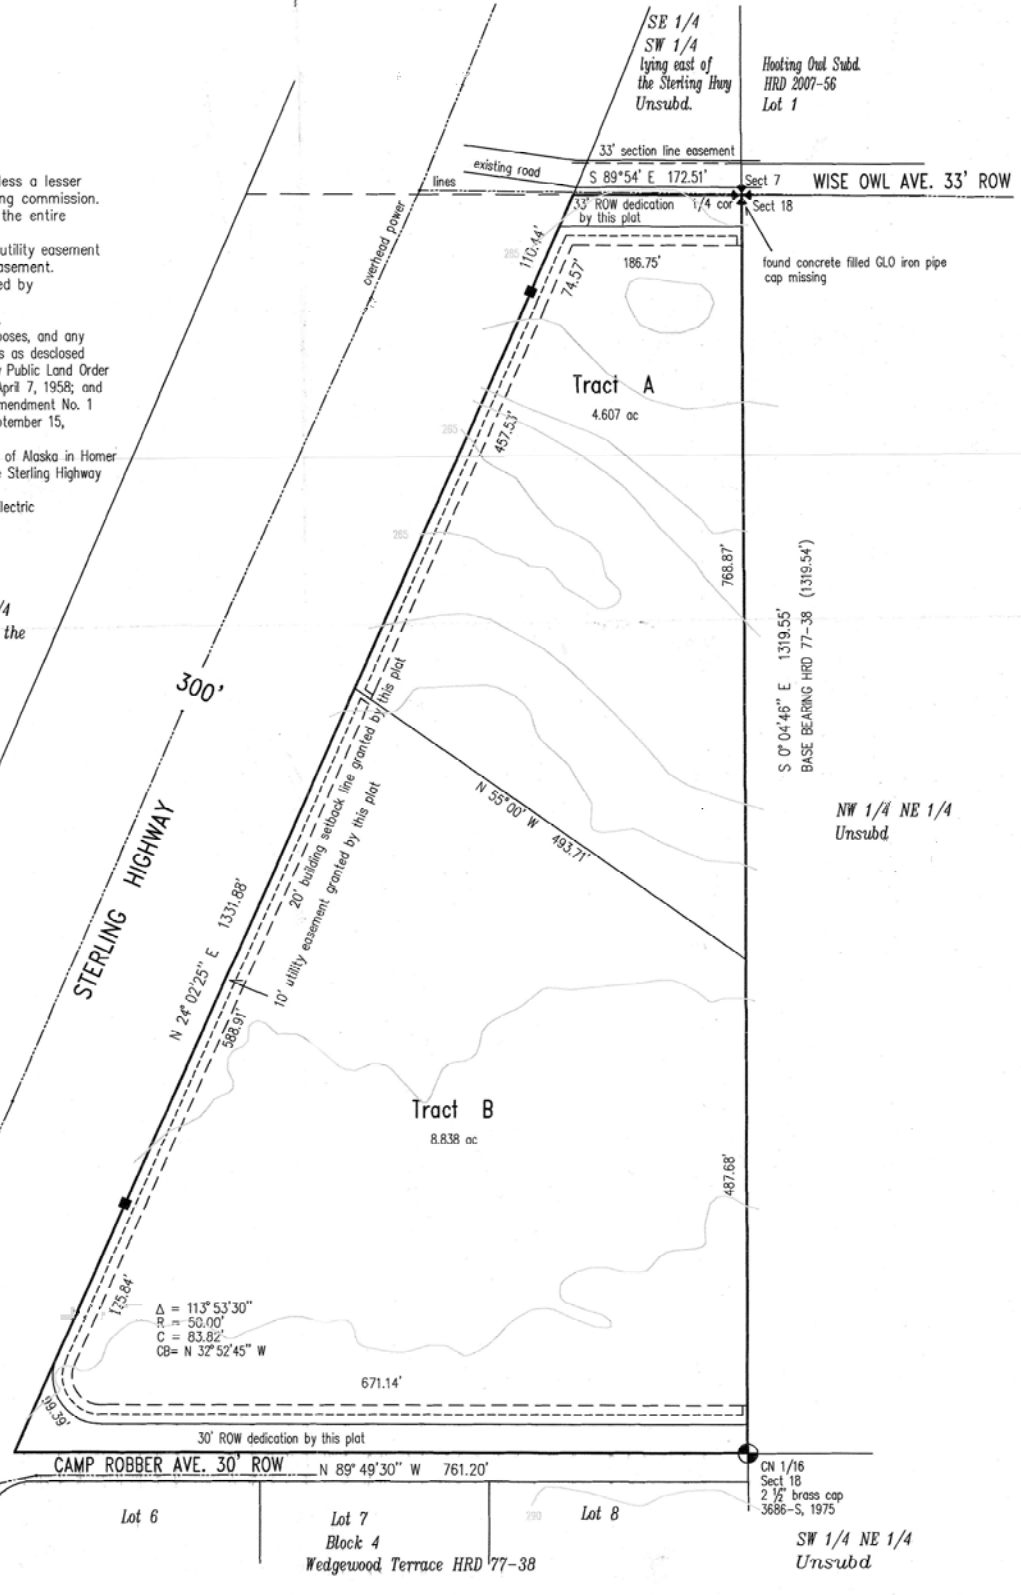 SE 1/4
SW 1/4
lying east of
the Sterling Hwy
Unsubd.
Hooting Owl Subd.
HRD 2007-56
Lot 1
less a lesser
ing commission.
the entire
utility easement
asement.
ed by
oses, and any
s as desclosed
Public Land Order
April 7, 1958; and
mendment No. 1
tember 15,
of Alaska in Homer
Sterling Highway
lectric
/4
the
33' section line easement
existing road
lines
S 89°54' E 172.51'
Sect 7
WISE OWL AVE. 33' ROW
33' ROW dedication
by this plat
1/4 cor
Sect 18
found concrete filled GLO iron pipe
cap missing
overhead power
110.44'
74.57'
186.75'
285
Tract A
4.607 ac
265
457.53'
265
768.87'
S 0°04'46" E 1319.55'
BASE BEARING HRD 77-38 (1319.54')
300'
20' building setback line granted by this plat
10' utility easement granted by this plat
N 55°00' W 493.71'
NW 1/4 NE 1/4
Unsubd
STERLING HIGHWAY
N 24°02'25" E 1331.88'
588.91'
Tract B
8.838 ac
487.68'
175.84'
Δ = 113°53'30"
R = 50.00'
C = 83.82'
CB= N 32°52'45" W
671.14'
99.39'
30' ROW dedication by this plat
CAMP ROBBER AVE. 30' ROW
N 89°49'30" W 761.20'
CN 1/16
Sect 18
2 ½" brass cap
3686-S, 1975
290
Lot 6
Lot 7
Lot 8
Block 4
Wedgewood Terrace HRD 77-38
SW 1/4 NE 1/4
Unsubd